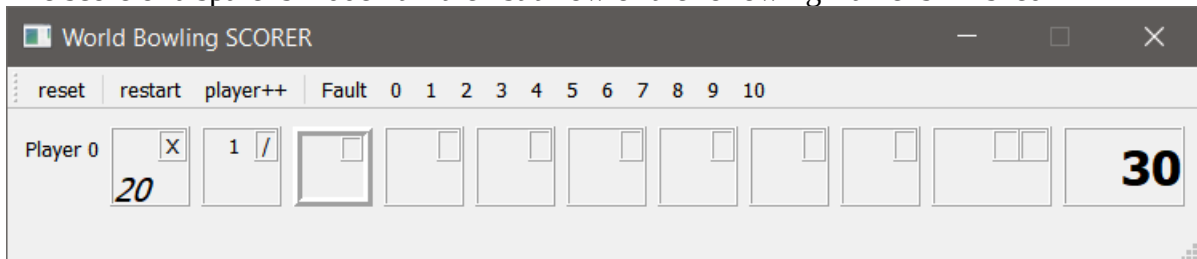 World Bowling SCORER
reset restart player++ Fault 0 1 2 3 4 5 6 7 8 9 10
Player 0 X 1 /
20
30